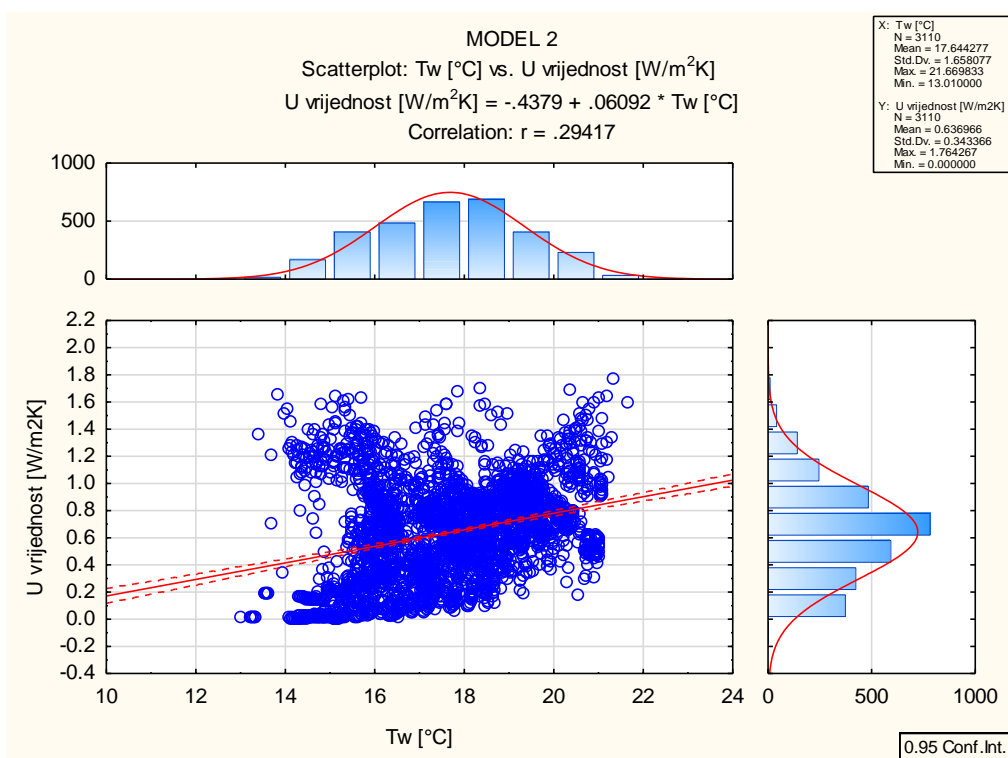 MODEL 2
Scatterplot: Tw [°C] vs. U vrijednost [W/m²K]
U vrijednost [W/m²K] = -.4379 + .06092 * Tw [°C]
Correlation: r = .29417
X: Tw [°C]
N = 3110
Mean = 17.644277
Std.Dv. = 1.658077
Max. = 21.669833
Min. = 13.010000
Y: U vrijednost [W/m2K]
N = 3110
Mean = 0.636966
Std.Dv. = 0.343366
Max. = 1.764267
Min. = 0.000000
1000
500
0
2.2
2.0
1.8
1.6
1.4
1.2
1.0
0.8
0.6
0.4
0.2
0.0
-0.2
-0.4
U vrijednost [W/m2K]
10 12 14 16 18 20 22 24
Tw [°C]
0 500 1000
0.95 Conf.Int.